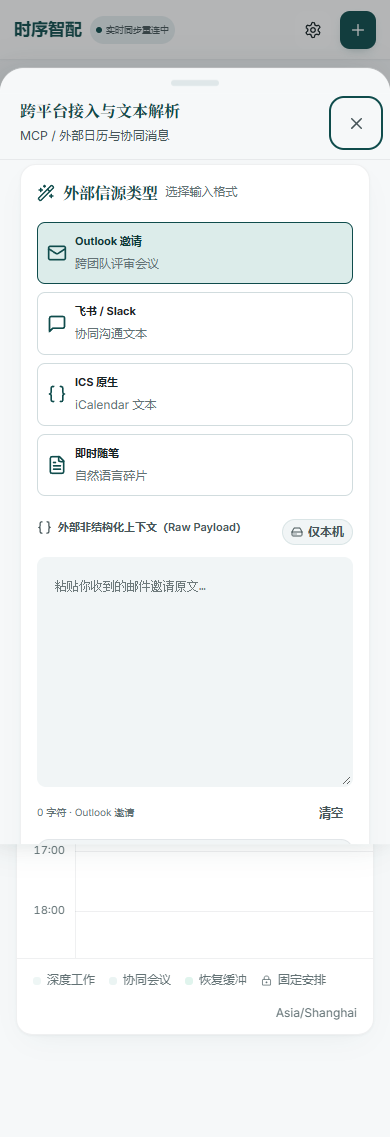 时序智配 实时同步重连中
跨平台接入与文本解析
MCP / 外部日历与协同消息
外部信源类型 选择输入格式
Outlook 邀请
跨团队评审会议
飞书 / Slack
协同沟通文本
ICS 原生
iCalendar 文本
即时随笔
自然语言碎片
外部非结构化上下文（Raw Payload） 仅本机
粘贴你收到的邮件邀请原文…
0 字符 · Outlook 邀请 清空
17:00
18:00
深度工作 协同会议 恢复缓冲 固定安排
Asia/Shanghai